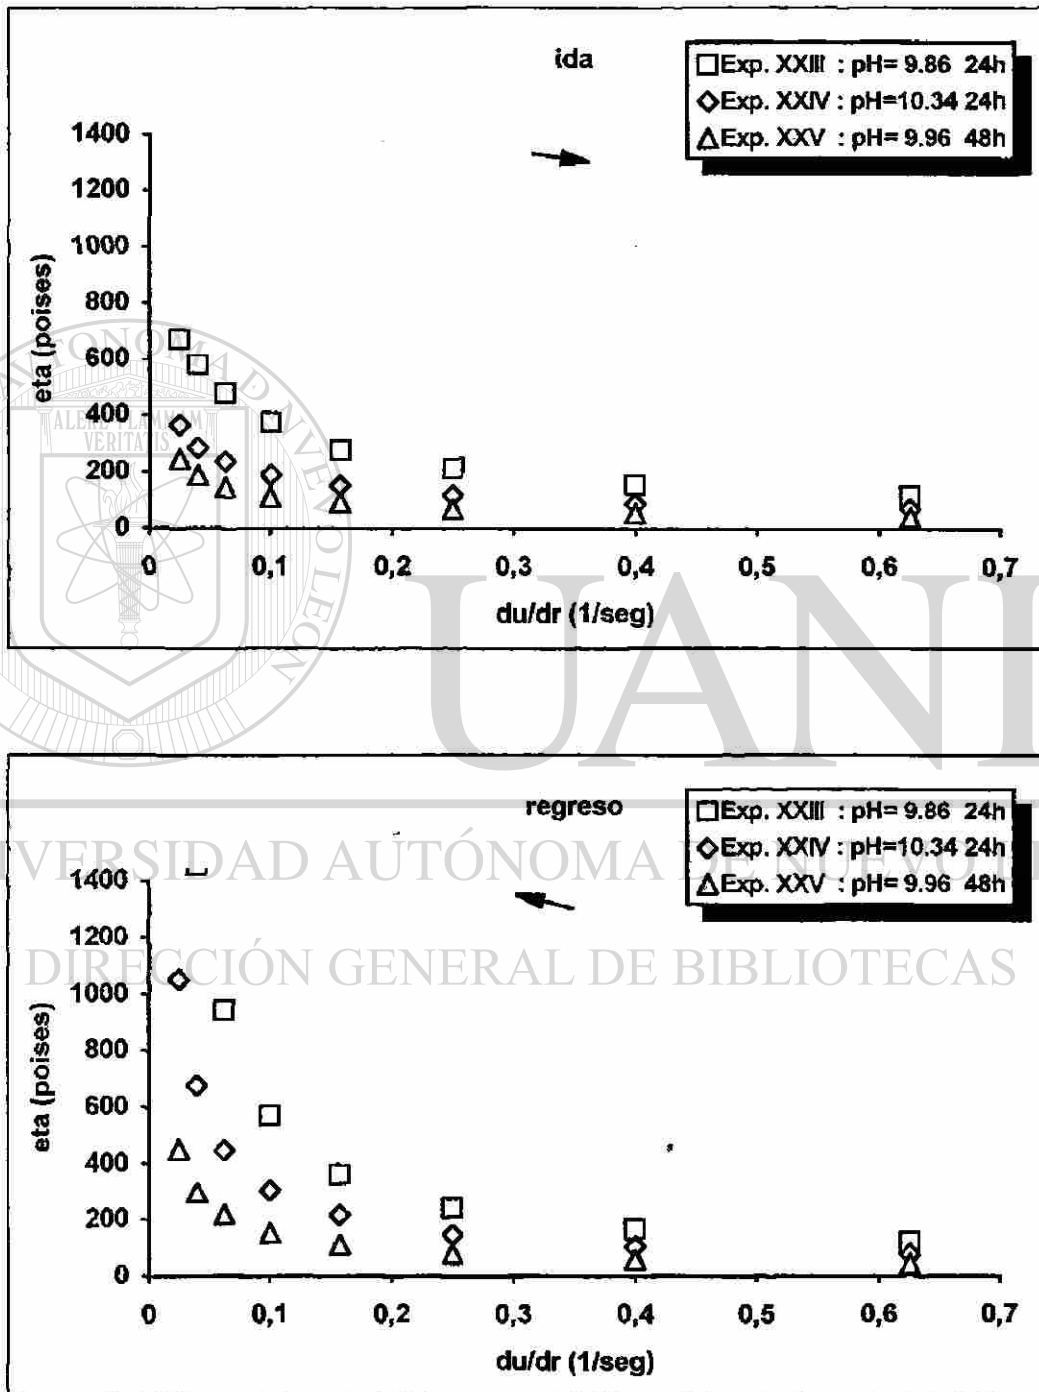 ida
□Exp. XXIII : pH= 9.86 24h
◇Exp. XXIV : pH=10.34 24h
△Exp. XXV : pH= 9.96 48h
1400
1200
1000
800
600
400
200
0
eta (poises)
0 0,1 0,2 0,3 0,4 0,5 0,6 0,7
du/dr (1/seg)
ALERE FLAMMAM
VERITATIS
UANL
regreso
□Exp. XXIII : pH= 9.86 24h
◇Exp. XXIV : pH=10.34 24h
△Exp. XXV : pH= 9.96 48h
VERSIDAD AUTÓNOMA DE NUEVO
DIRECCIÓN GENERAL DE BIBLIOTECAS
1400
1200
1000
800
600
400
200
0
eta (poises)
0 0,1 0,2 0,3 0,4 0,5 0,6 0,7
du/dr (1/seg)